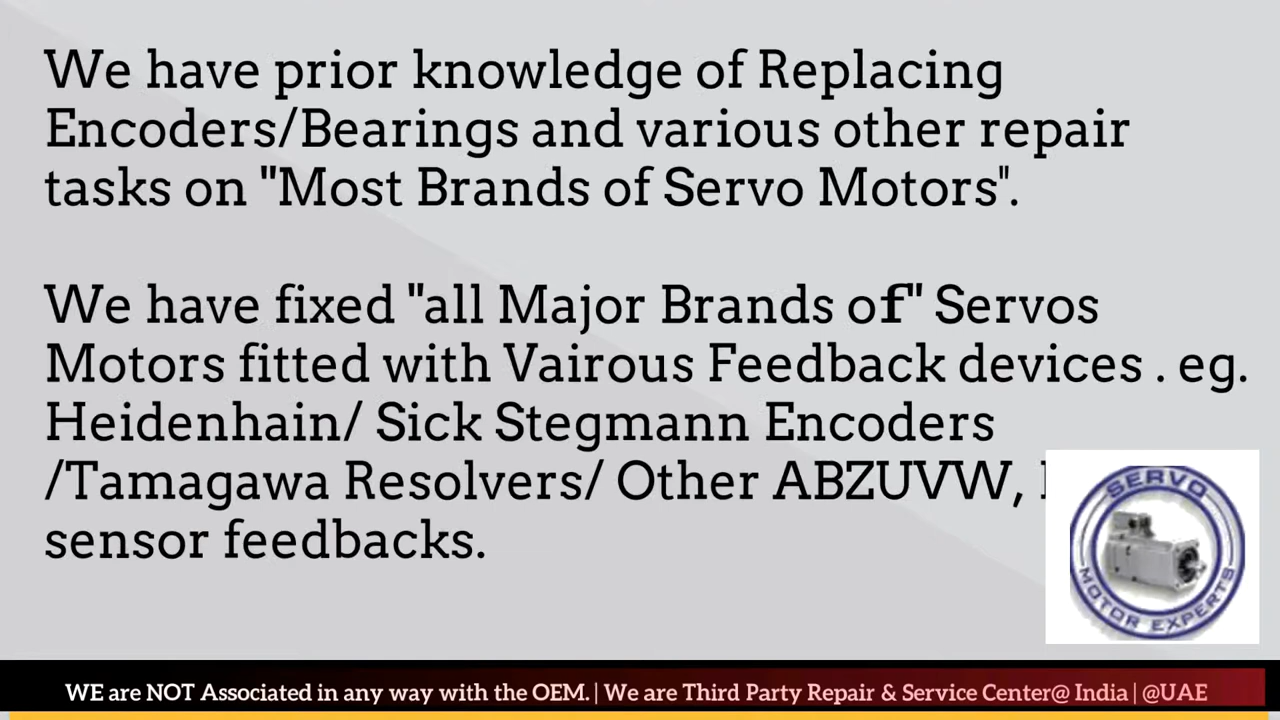 We have prior knowledge of Replacing
Encoders/Bearings and various other repair
tasks on "Most Brands of Servo Motors".
We have fixed "all Major Brands of" Servos
Motors fitted with Vairous Feedback devices . eg.
Heidenhain/ Sick Stegmann Encoders
/Tamagawa Resolvers/ Other ABZUVW,
sensor feedbacks.
SERVO
MOTOR EXPERTS
WE are NOT Associated in any way with the OEM. | We are Third Party Repair & Service Center@ India | @UAE